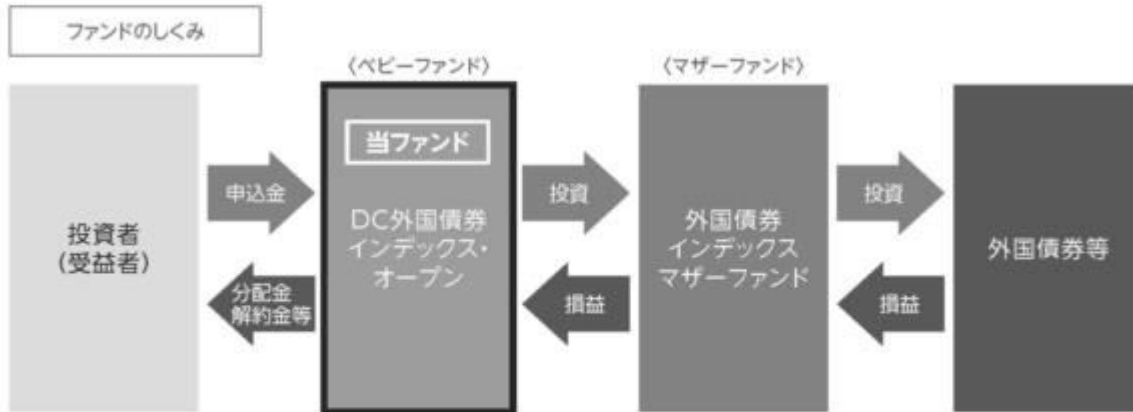 ファンドのしくみ
〈ベビーファンド〉
〈マザーファンド〉
投資者
(受益者)
申込金
分配金
解約金等
当ファンド
DC外国債券
インデックス・
オープン
投資
損益
外国債券
インデックス
マザーファンド
投資
損益
外国債券等